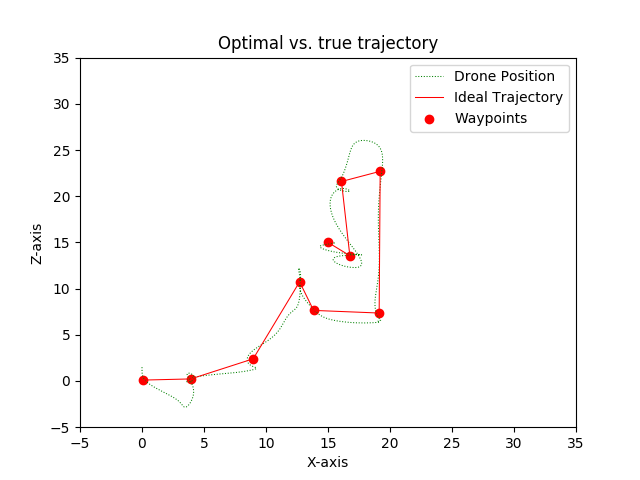 Optimal vs. true trajectory
Drone Position
Ideal Trajectory
Waypoints
35
30
25
20
15
10
5
0
−5
Z-axis
−5 0 5 10 15 20 25 30 35
X-axis